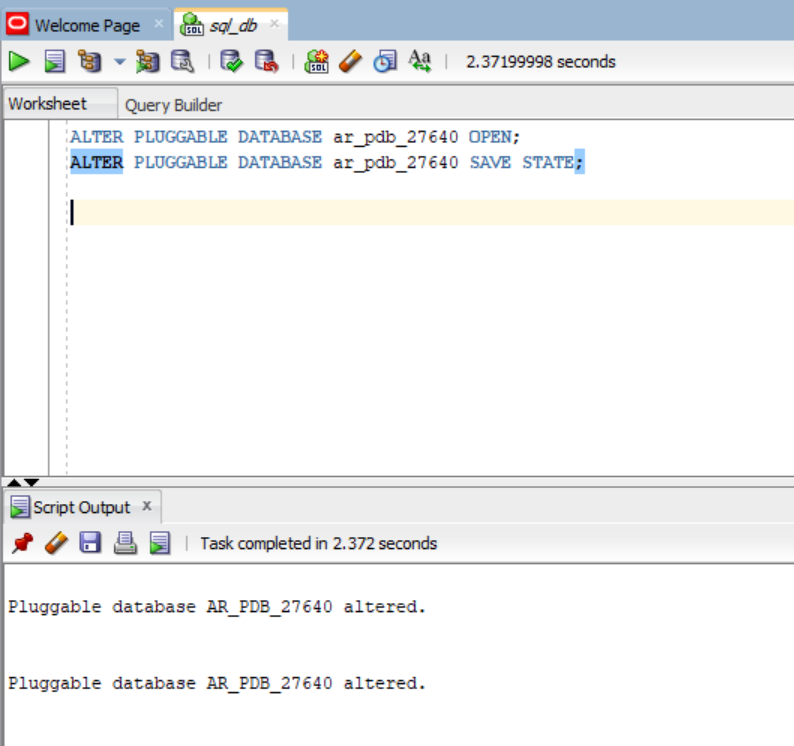 Welcome Page
sql_db
2.37199998 seconds
Worksheet
Query Builder
ALTER PLUGGABLE DATABASE ar_pdb_27640 OPEN;
ALTER PLUGGABLE DATABASE ar_pdb_27640 SAVE STATE;
Script Output x
Task completed in 2.372 seconds
Pluggable database AR_PDB_27640 altered.
Pluggable database AR_PDB_27640 altered.